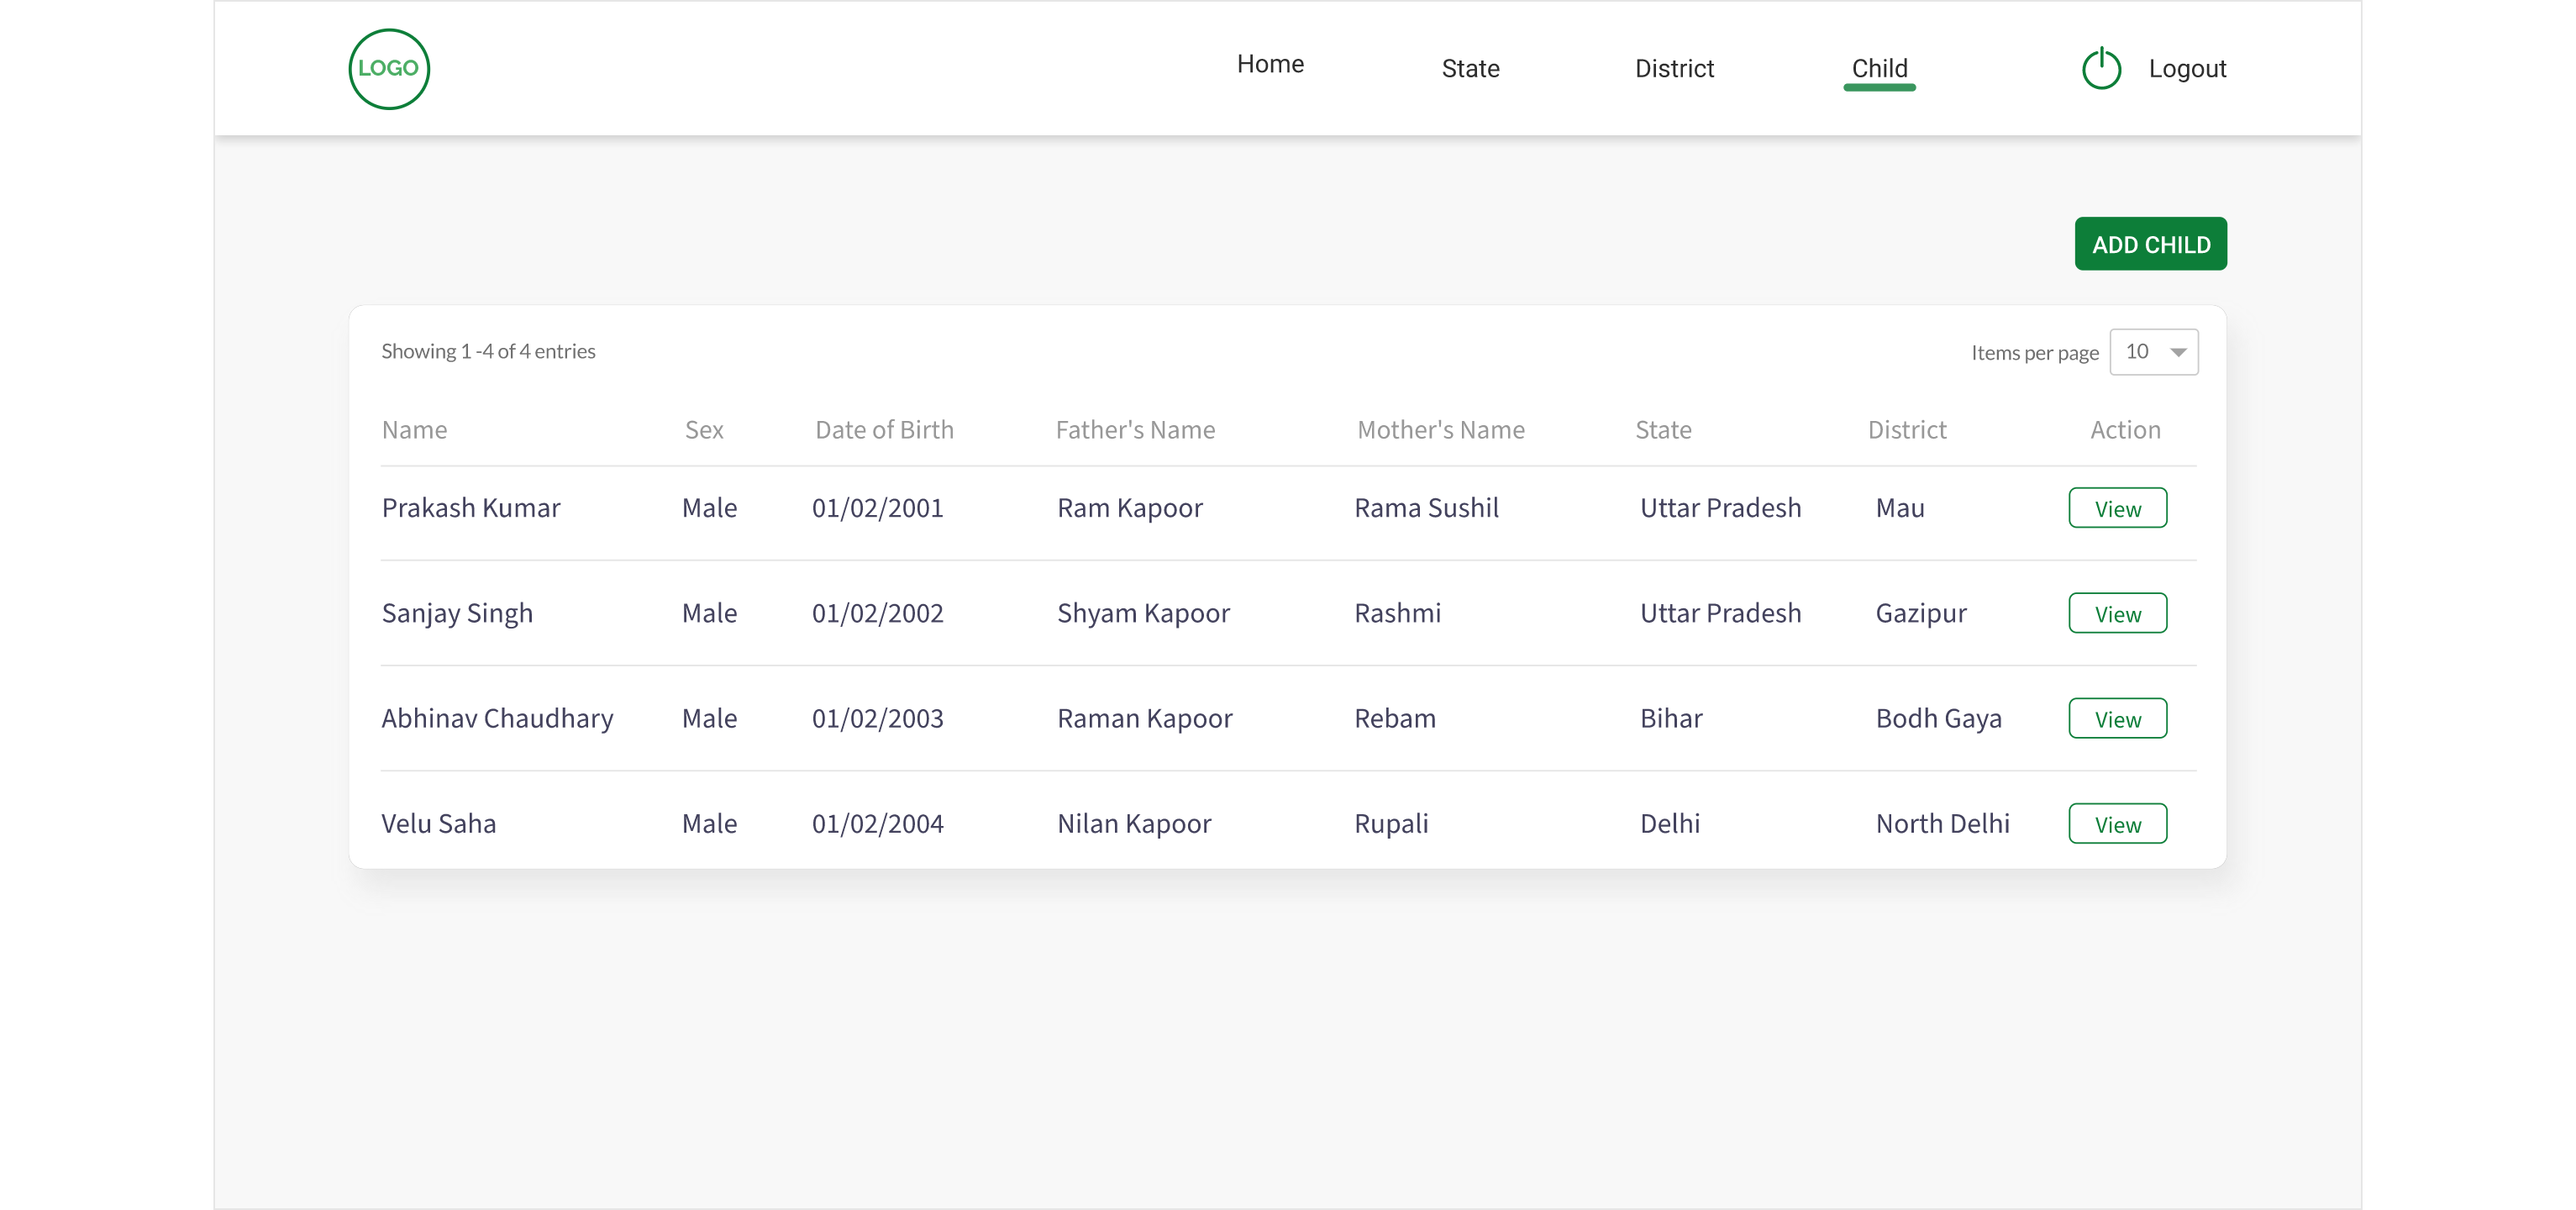 LOGO Home State District Child Logout
ADD CHILD
Showing 1 -4 of 4 entries Items per page 10
Name Sex Date of Birth Father's Name Mother's Name State District Action
Prakash Kumar Male 01/02/2001 Ram Kapoor Rama Sushil Uttar Pradesh Mau View
Sanjay Singh Male 01/02/2002 Shyam Kapoor Rashmi Uttar Pradesh Gazipur View
Abhinav Chaudhary Male 01/02/2003 Raman Kapoor Rebam Bihar Bodh Gaya View
Velu Saha Male 01/02/2004 Nilan Kapoor Rupali Delhi North Delhi View